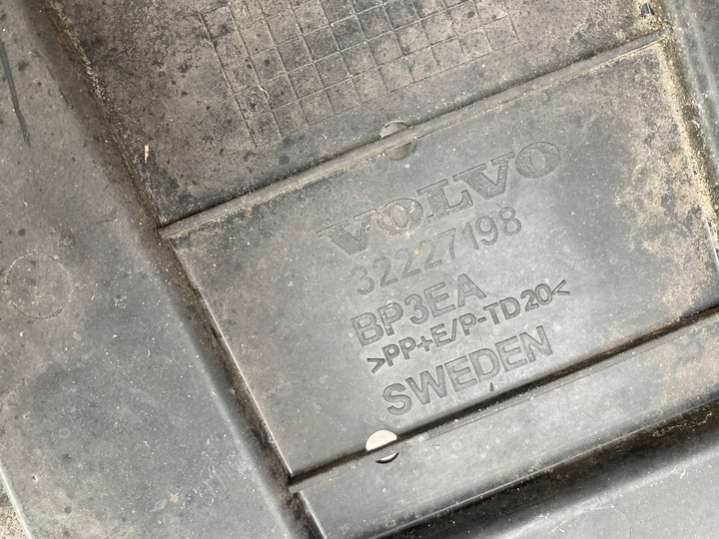 VOLVO
32227198
BP3EA
>PP+E/P-TD20<
SWEDEN